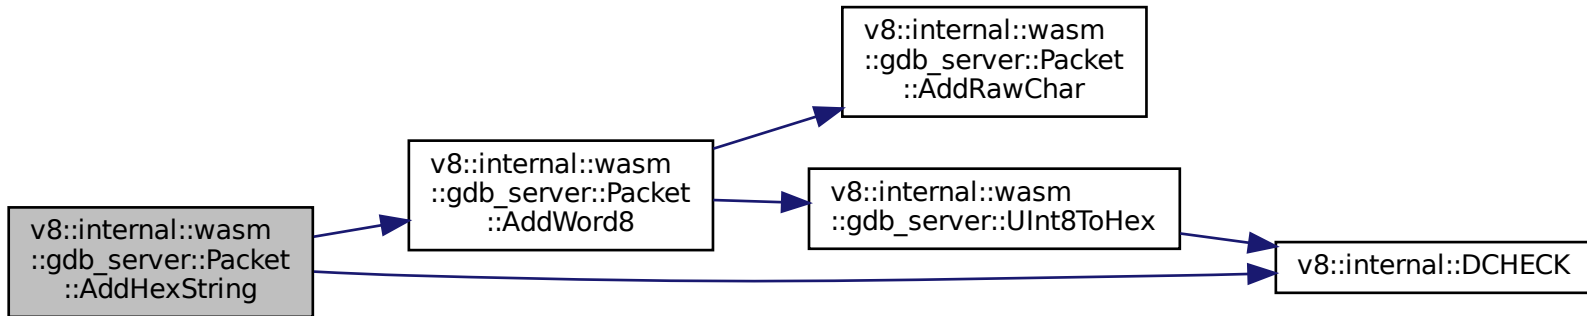 v8::internal::wasm
::gdb_server::Packet
::AddHexString
v8::internal::wasm
::gdb_server::Packet
::AddWord8
v8::internal::wasm
::gdb_server::Packet
::AddRawChar
v8::internal::wasm
::gdb_server::UInt8ToHex
v8::internal::DCHECK